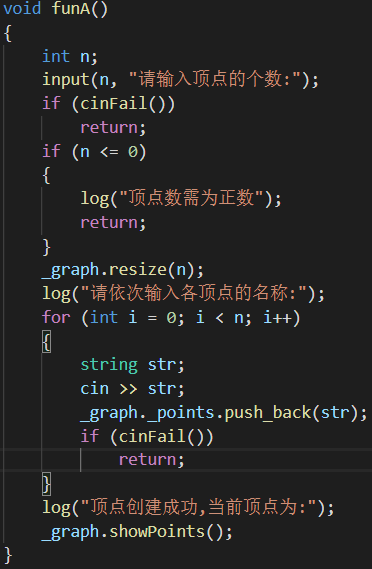 void funA()
{
    int n;
    input(n, "请输入顶点的个数:");
    if (cinFail())
        return;
    if (n <= 0)
    {
        log("顶点数需为正数");
        return;
    }
    _graph.resize(n);
    log("请依次输入各顶点的名称:");
    for (int i = 0; i < n; i++)
    {
        string str;
        cin >> str;
        _graph._points.push_back(str);
        if (cinFail())
            return;
    }
    log("顶点创建成功,当前顶点为:");
    _graph.showPoints();
}